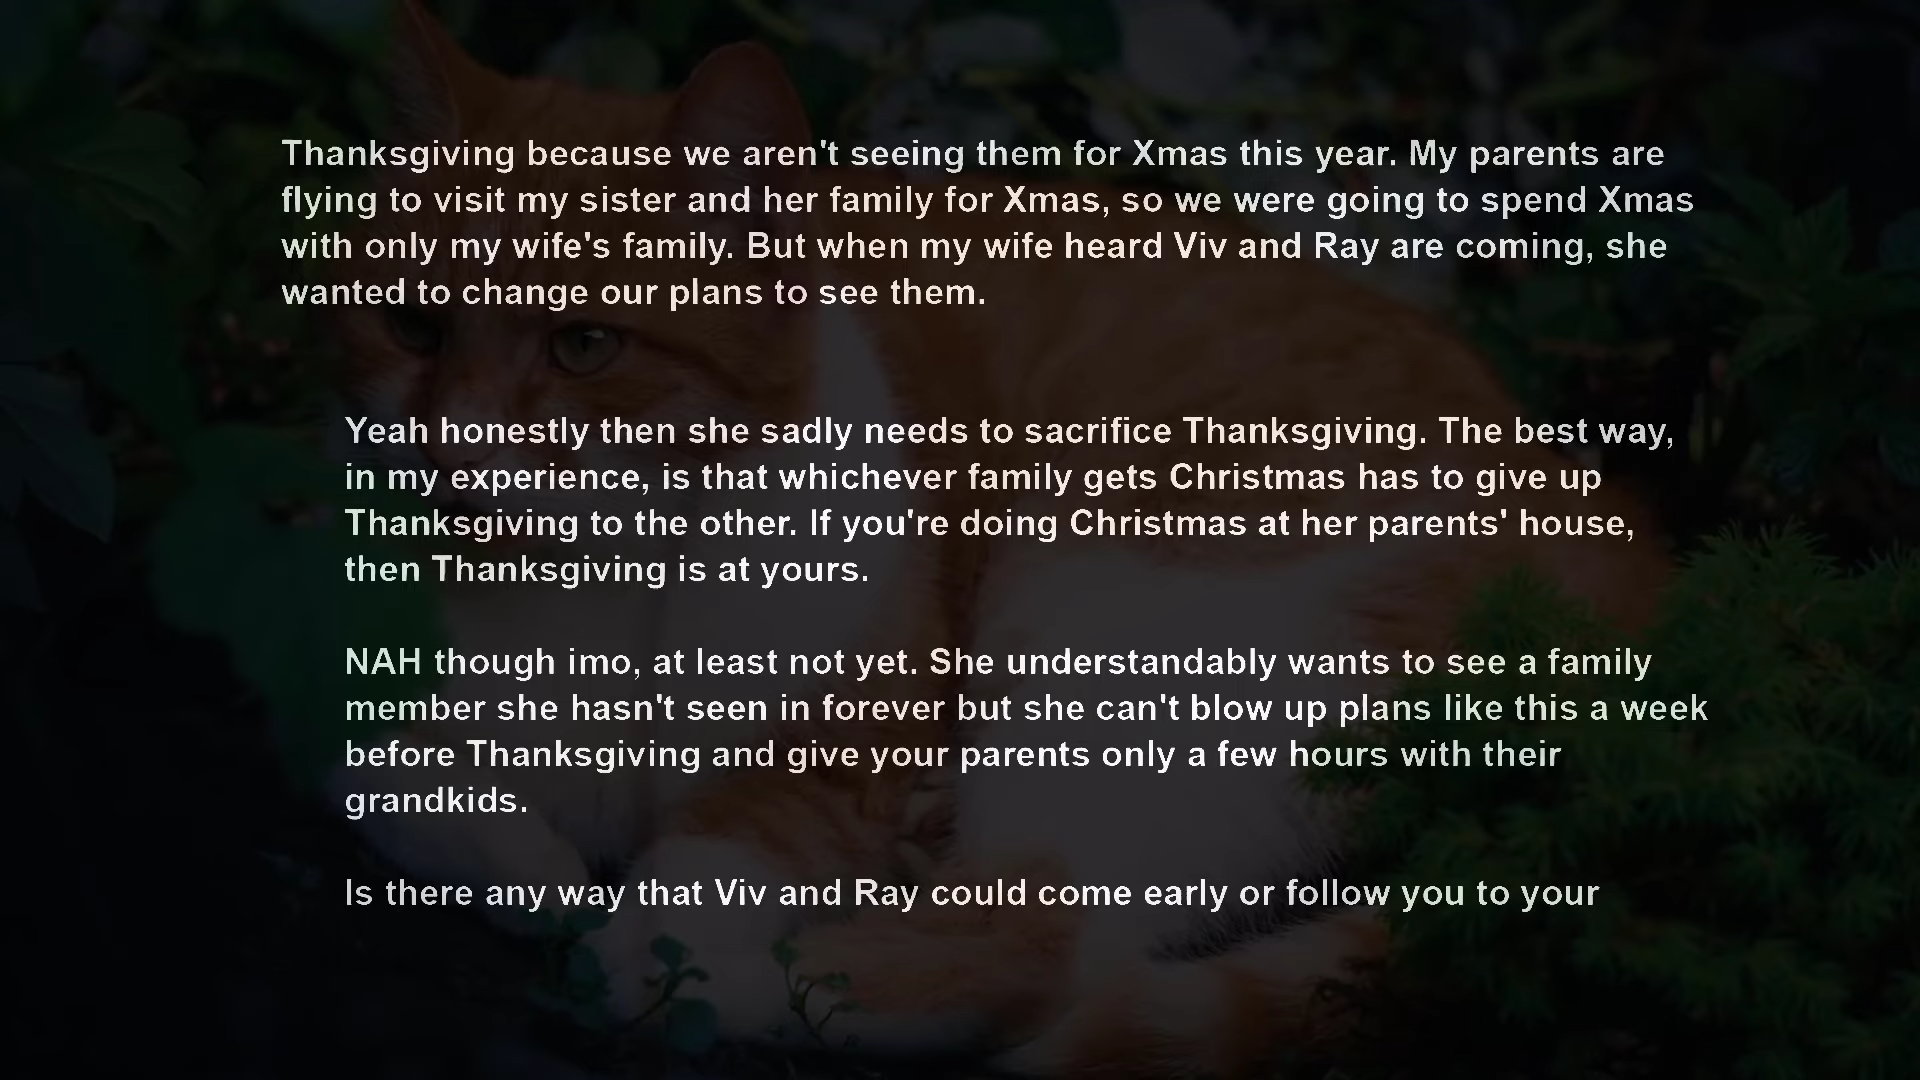 Thanksgiving because we aren't seeing them for Xmas this year. My parents are
flying to visit my sister and her family for Xmas, so we were going to spend Xmas
with only my wife's family. But when my wife heard Viv and Ray are coming, she
wanted to change our plans to see them.
Yeah honestly then she sadly needs to sacrifice Thanksgiving. The best way,
in my experience, is that whichever family gets Christmas has to give up
Thanksgiving to the other. If you're doing Christmas at her parents' house,
then Thanksgiving is at yours.
NAH though imo, at least not yet. She understandably wants to see a family
member she hasn't seen in forever but she can't blow up plans like this a week
before Thanksgiving and give your parents only a few hours with their
grandkids.
Is there any way that Viv and Ray could come early or follow you to your